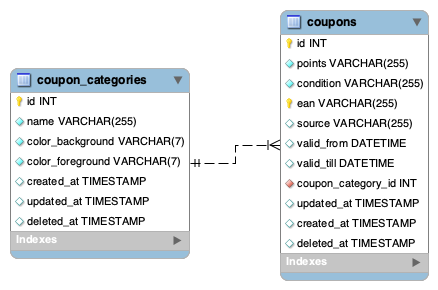 coupon_categories
id INT
name VARCHAR(255)
color_background VARCHAR(7)
color_foreground VARCHAR(7)
created_at TIMESTAMP
updated_at TIMESTAMP
deleted_at TIMESTAMP
Indexes
coupons
id INT
points VARCHAR(255)
condition VARCHAR(255)
ean VARCHAR(255)
source VARCHAR(255)
valid_from DATETIME
valid_till DATETIME
coupon_category_id INT
updated_at TIMESTAMP
created_at TIMESTAMP
deleted_at TIMESTAMP
Indexes